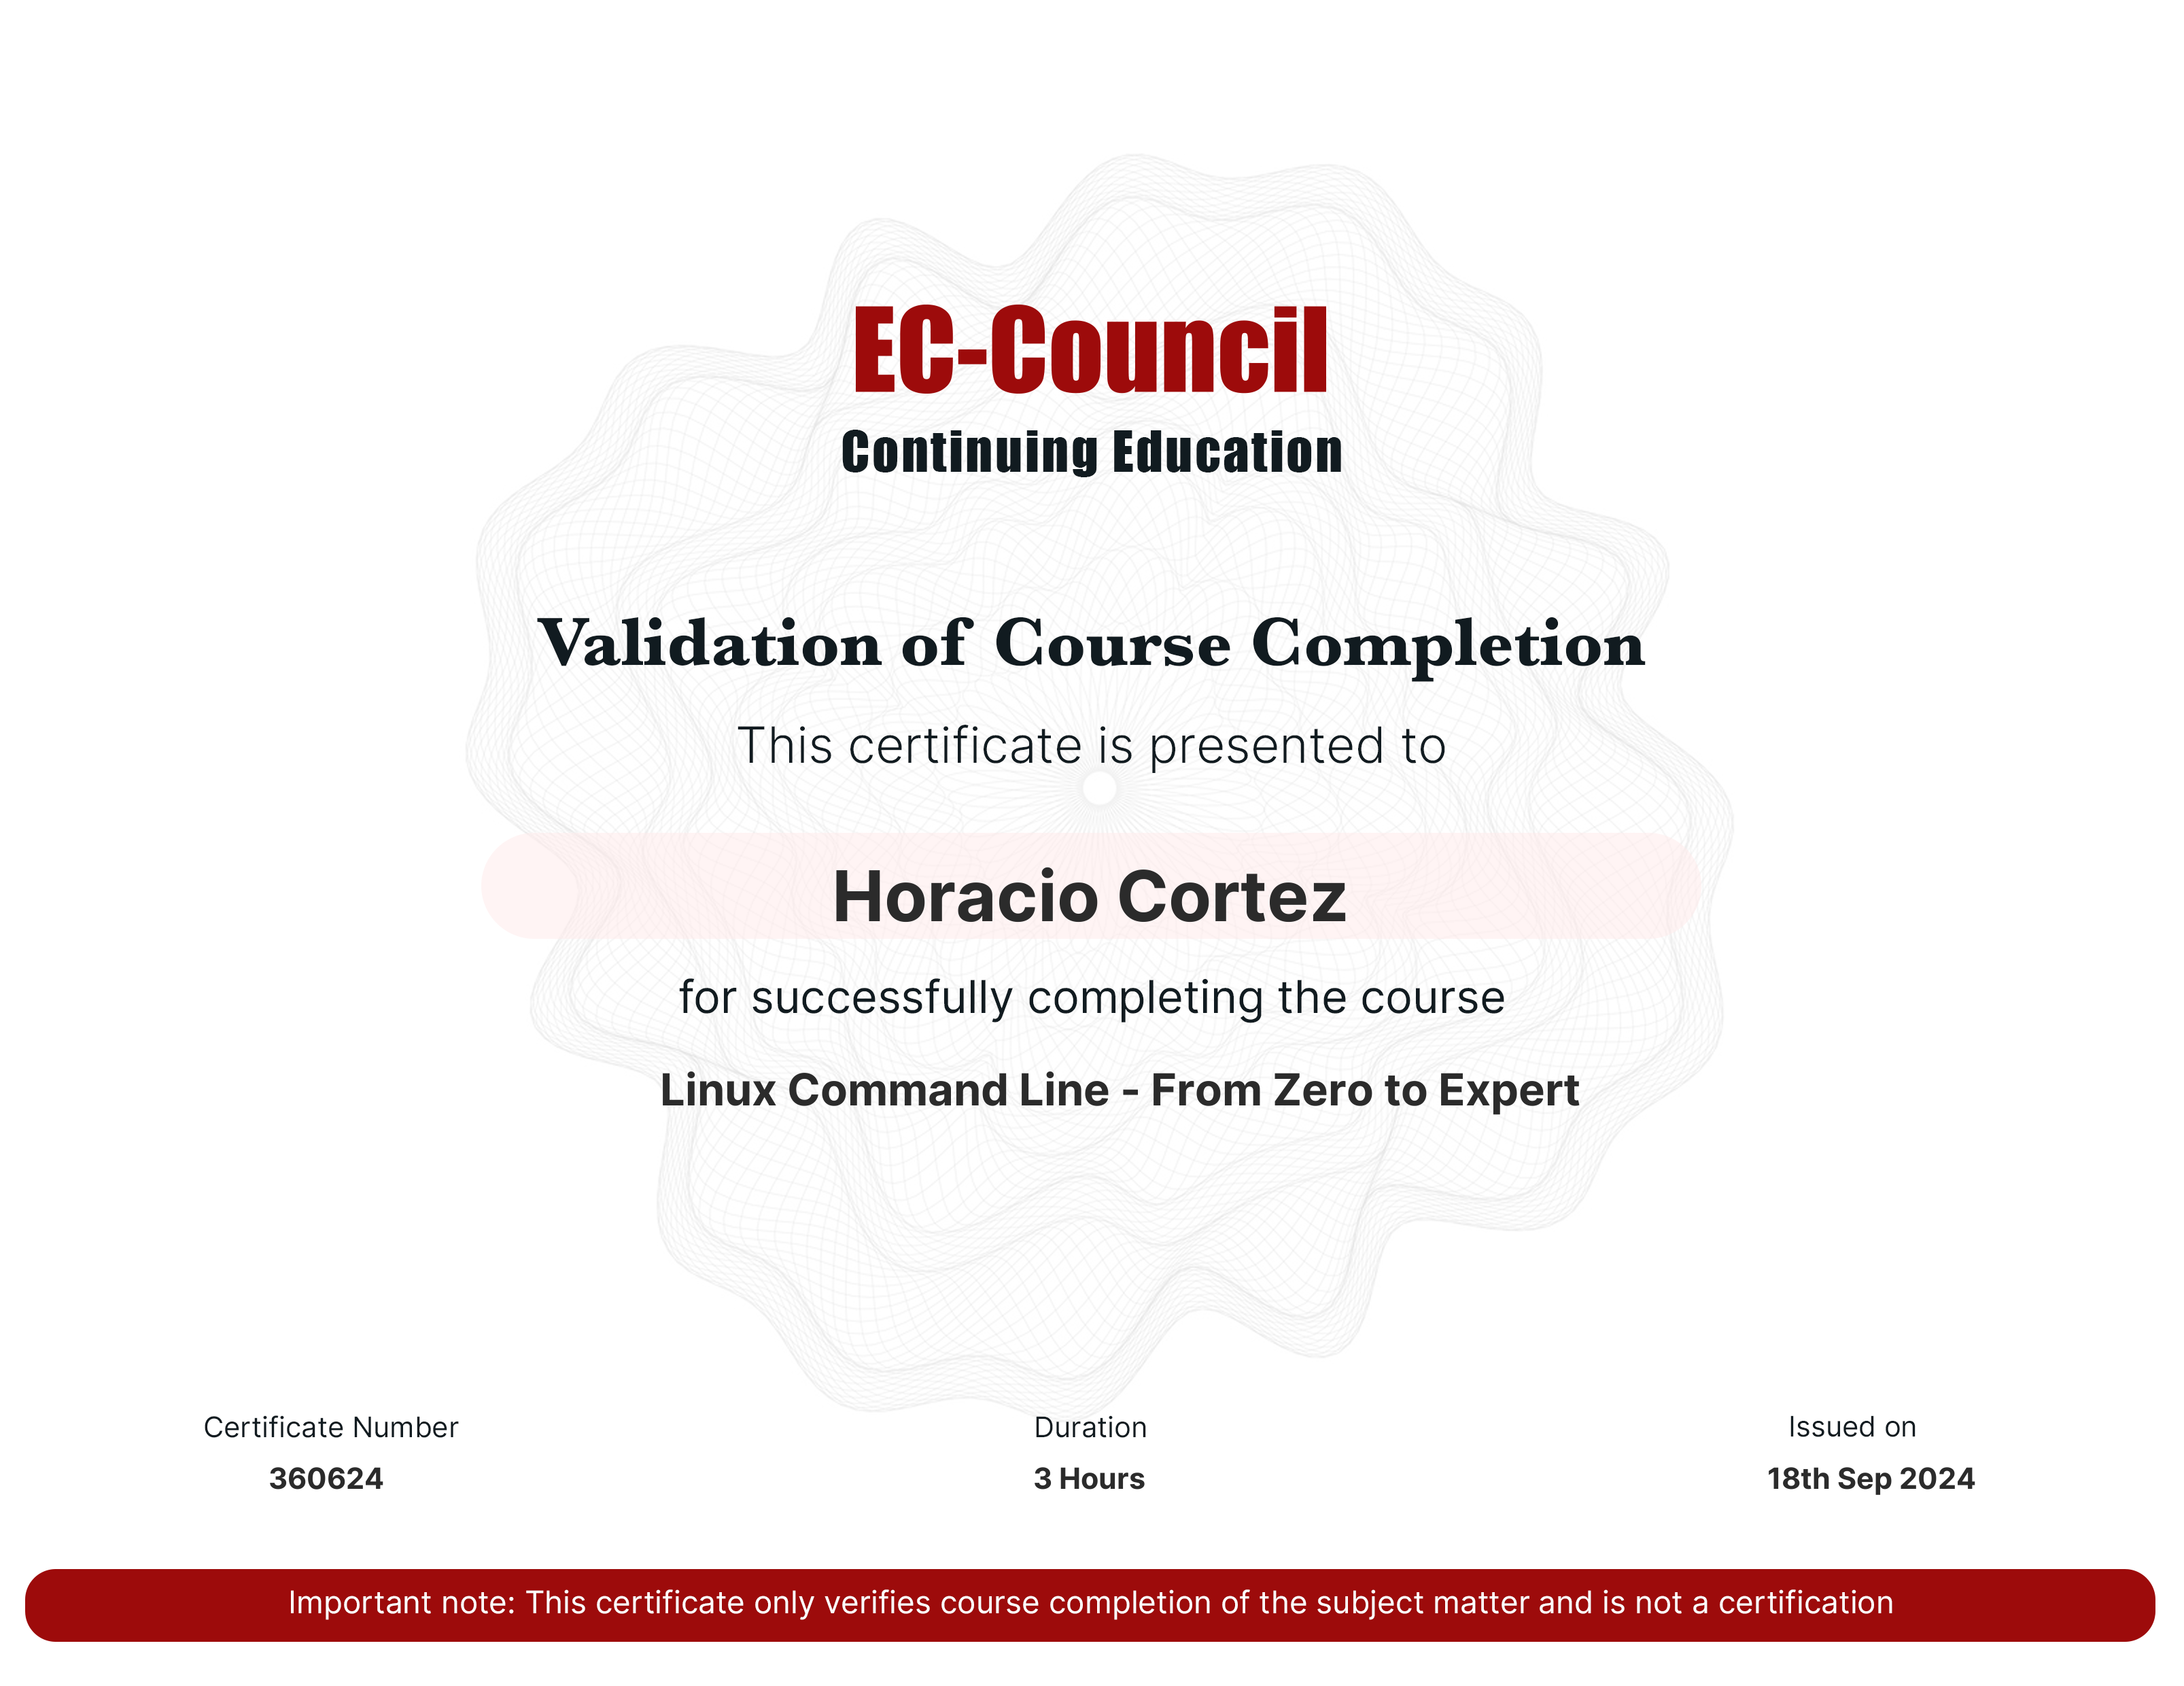 EC-Council
Continuing Education
Validation of Course Completion
This certificate is presented to
Horacio Cortez
for successfully completing the course
Linux Command Line - From Zero to Expert
Certificate Number
360624
Duration
3 Hours
Issued on
18th Sep 2024
Important note: This certificate only verifies course completion of the subject matter and is not a certification